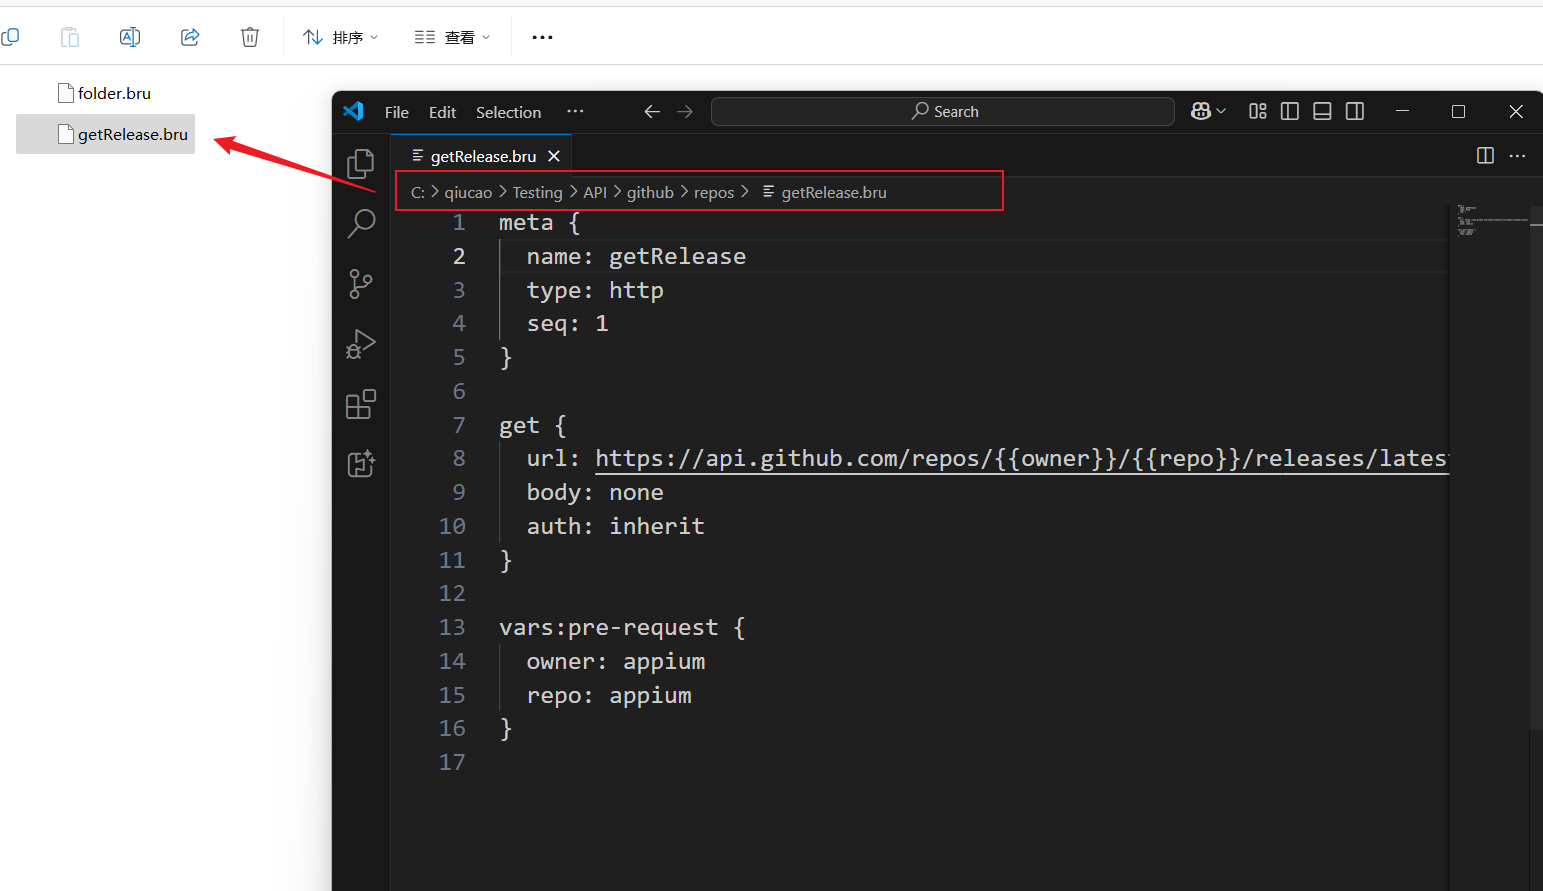 排序
查看
folder.bru
getRelease.bru
File Edit Selection
Search
getRelease.bru
C: > qiucao > Testing > API > github > repos > getRelease.bru
1 meta {
2 name: getRelease
3 type: http
4 seq: 1
5 }
6
7 get {
8 url: https://api.github.com/repos/{{owner}}/{{repo}}/releases/lates
9 body: none
10 auth: inherit
11 }
12
13 vars:pre-request {
14 owner: appium
15 repo: appium
16 }
17